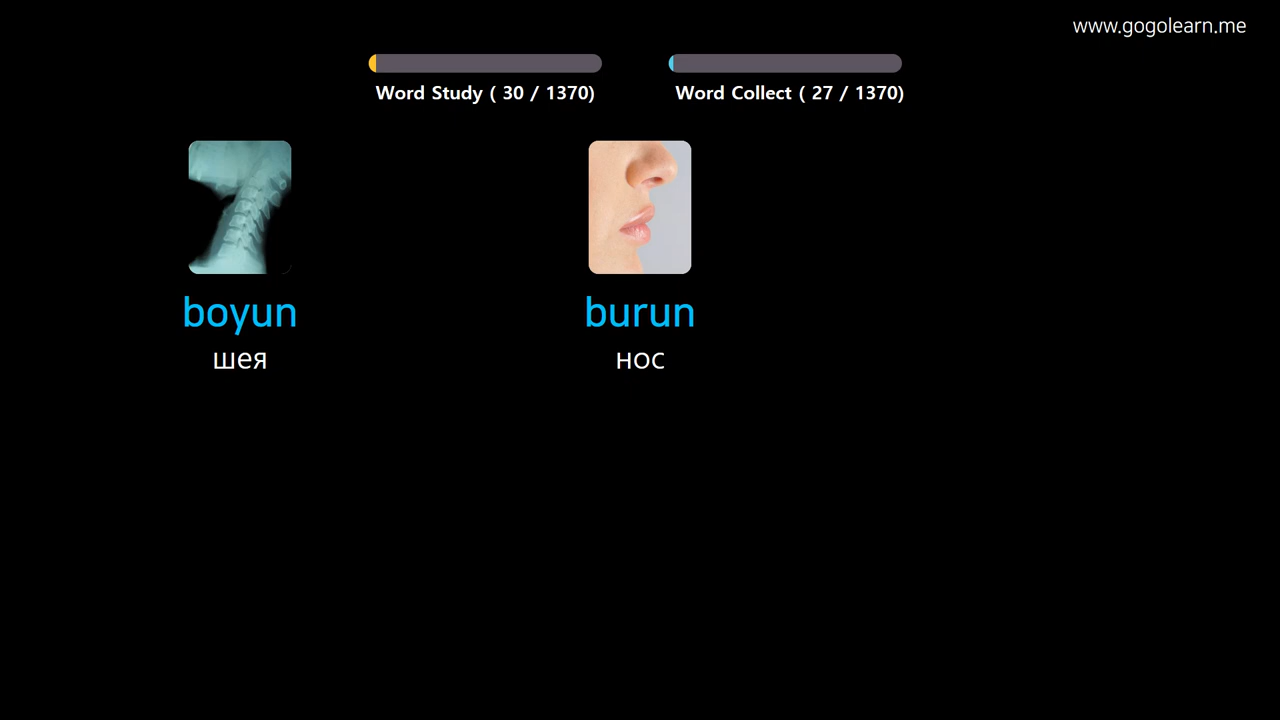 www.gogolearn.me
Word Study ( 30 / 1370)
Word Collect ( 27 / 1370)
boyun
burun
шея
нос